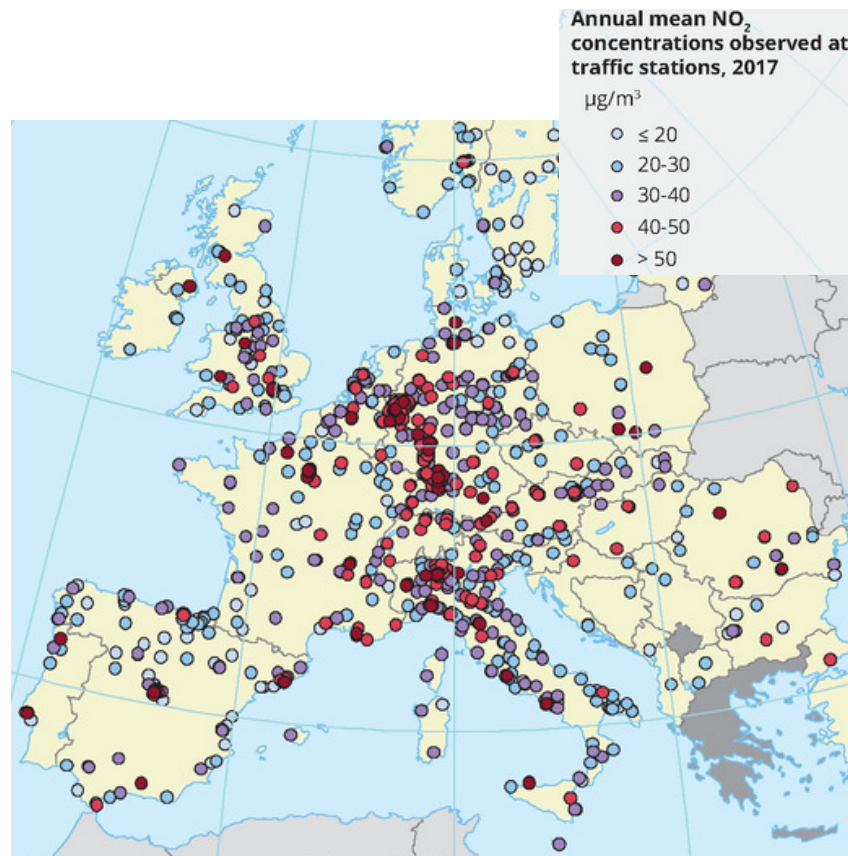 Annual mean NO₂
concentrations observed at
traffic stations, 2017
µg/m³
≤ 20
20-30
30-40
40-50
> 50